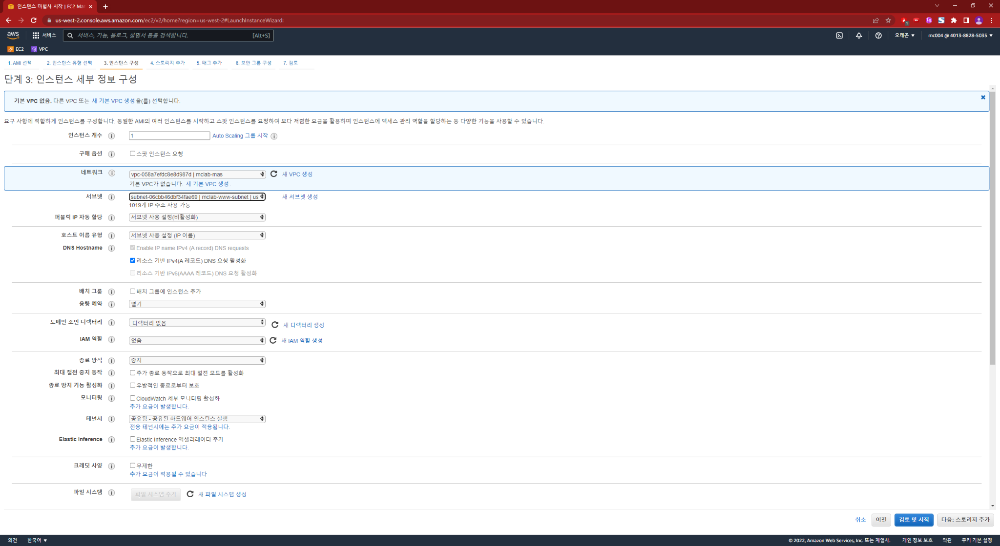 인스턴스 마법사 시작 | EC2 Mar
us-west-2.console.aws.amazon.com/ec2/v2/home?region=us-west-2#LaunchInstanceWizard:
aws 서비스 서비스, 기능, 블로그, 설명서 등을 검색합니다. [Alt+S] 오레곤 mc004 @ 4013-8828-5035
EC2 VPC
1. AMI 선택 2. 인스턴스 유형 선택 3. 인스턴스 구성 4. 스토리지 추가 5. 태그 추가 6. 보안 그룹 구성 7. 검토
단계 3: 인스턴스 세부 정보 구성
기본 VPC 없음. 다른 VPC 또는 새 기본 VPC 생성을(를) 선택합니다.
요구 사항에 적합하게 인스턴스를 구성합니다. 동일한 AMI의 여러 인스턴스를 시작하고 스팟 인스턴스를 요청하여 보다 저렴한 요금을 활용하며 인스턴스에 액세스 관리 역할을 할당하는 등 다양한 기능을 사용할 수 있습니다.
인스턴스 개수 1 Auto Scaling 그룹 시작
구매 옵션 스팟 인스턴스 요청
네트워크 vpc-058a7efdc8e8d987d | mclab-mas 새 VPC 생성
기본 VPC가 없습니다. 새 기본 VPC 생성.
서브넷 subnet-06cbb46dbf34fae69 | mclab-www-subnet | us 새 서브넷 생성
1019개 IP 주소 사용 가능
퍼블릭 IP 자동 할당 서브넷 사용 설정(비활성화)
호스트 이름 유형 서브넷 사용 설정 (IP 이름)
DNS Hostname Enable IP name IPv4 (A record) DNS requests
리소스 기반 IPv4(A 레코드) DNS 요청 활성화
리소스 기반 IPv6(AAAA 레코드) DNS 요청 활성화
배치 그룹 배치 그룹에 인스턴스 추가
용량 예약 열기
도메인 조인 디렉터리 디렉터리 없음 새 디렉터리 생성
IAM 역할 없음 새 IAM 역할 생성
종료 방식 중지
최대 절전 중지 동작 추가 종료 동작으로 최대 절전 모드를 활성화
종료 방지 기능 활성화 우발적인 종료로부터 보호
모니터링 CloudWatch 세부 모니터링 활성화
추가 요금이 발생합니다.
테넌시 공유됨 - 공유된 하드웨어 인스턴스 실행
전용 테넌시에는 추가 요금이 적용됩니다.
Elastic Inference Elastic Inference 액셀러레이터 추가
추가 요금이 발생합니다.
크레딧 사양 무제한
추가 요금이 적용될 수 있습니다
파일 시스템 파일 시스템 추가 새 파일 시스템 생성
취소 이전 검토 및 시작 다음: 스토리지 추가
의견 한국어 © 2022, Amazon Web Services, Inc. 또는 계열사. 개인 정보 보호 약관 쿠키 기본 설정